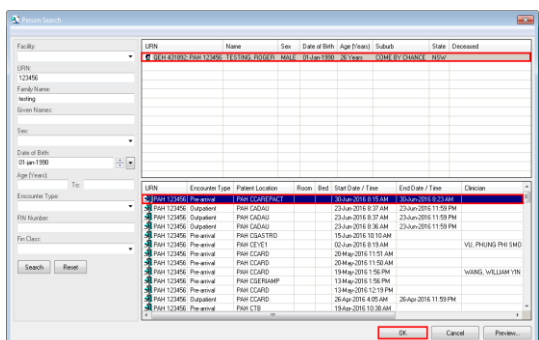 Person Search
Facility:
URN:
123456
Family Name:
testing
Given Names:
Sex:
Date of Birth:
01-jan-1990
Age (Years):
To:
Encounter Type:
FIN Number:
Fin Class:
Search Reset
URN Name Sex Date of Birth Age (Years) Suburb State Deceased
GEH 431892; PAH 123456 TESTING, ROGER MALE 01-Jan-1990 26 Years COME BY CHANCE NSW
URN Encounter Type Patient Location Room Bed Start Date / Time End Date / Time Clinician
PAH 123456 Pre-arrival PAH CCAREPACT 30-Jun-2016 8:15 AM 30-Jun-2016 8:23 AM
PAH 123456 Outpatient PAH CADAU 23-Jun-2016 8:37 AM 23-Jun-2016 11:59 PM
PAH 123456 Outpatient PAH CADAU 23-Jun-2016 8:37 AM 23-Jun-2016 11:59 PM
PAH 123456 Outpatient PAH CADAU 23-Jun-2016 8:36 AM 23-Jun-2016 11:59 PM
PAH 123456 Pre-arrival PAH CGASTRO 15-Jun-2016 10:10 AM
PAH 123456 Pre-arrival PAH CEYE1 02-Jun-2016 8:19 AM VU, PHUNG PHI SMO
PAH 123456 Pre-arrival PAH CCARD 20-May-2016 11:51 AM
PAH 123456 Pre-arrival PAH CCARD 20-May-2016 11:50 AM
PAH 123456 Pre-arrival PAH CCARD 19-May-2016 1:56 PM WANG, WILLIAM YIN
PAH 123456 Pre-arrival PAH CGERIAMP 13-May-2016 1:56 PM
PAH 123456 Pre-arrival PAH CCARD 13-May-2016 12:19 PM
PAH 123456 Outpatient PAH CCARD 26-Apr-2016 4:05 AM 26-Apr-2016 11:59 PM
PAH 123456 Pre-arrival PAH CTB 19-Apr-2016 10:38 AM
OK Cancel Preview...